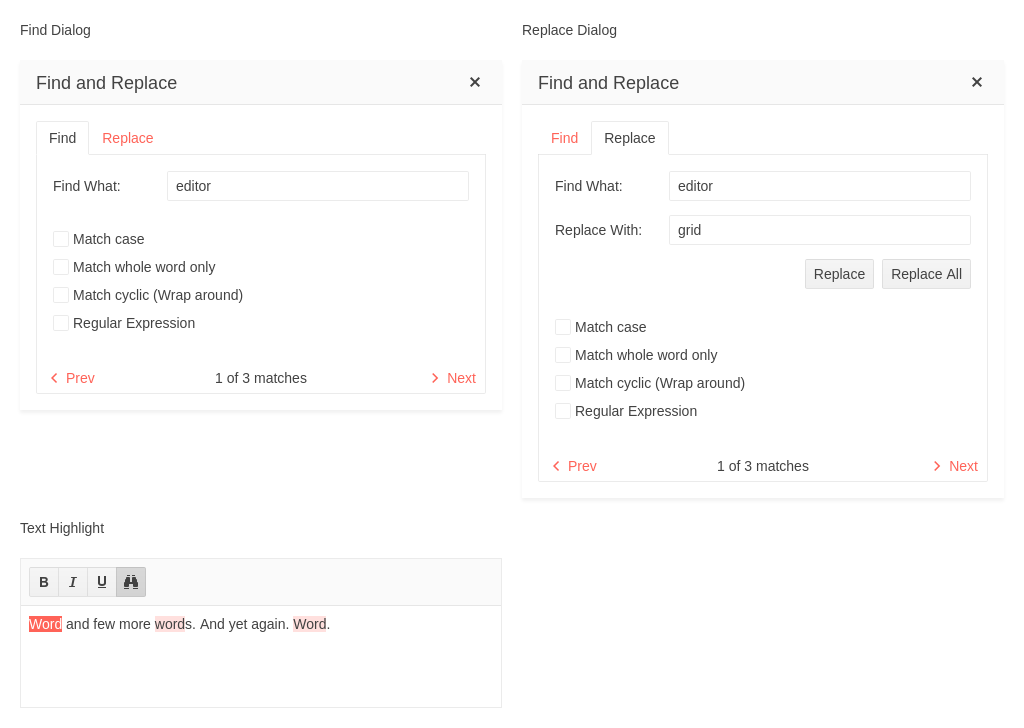 Find Dialog
Find and Replace
Find Replace
Find What: editor
Match case
Match whole word only
Match cyclic (Wrap around)
Regular Expression
Prev 1 of 3 matches Next
Replace Dialog
Find and Replace
Find Replace
Find What: editor
Replace With: grid
Replace Replace All
Match case
Match whole word only
Match cyclic (Wrap around)
Regular Expression
Prev 1 of 3 matches Next
Text Highlight
B I U
Word and few more words. And yet again. Word.